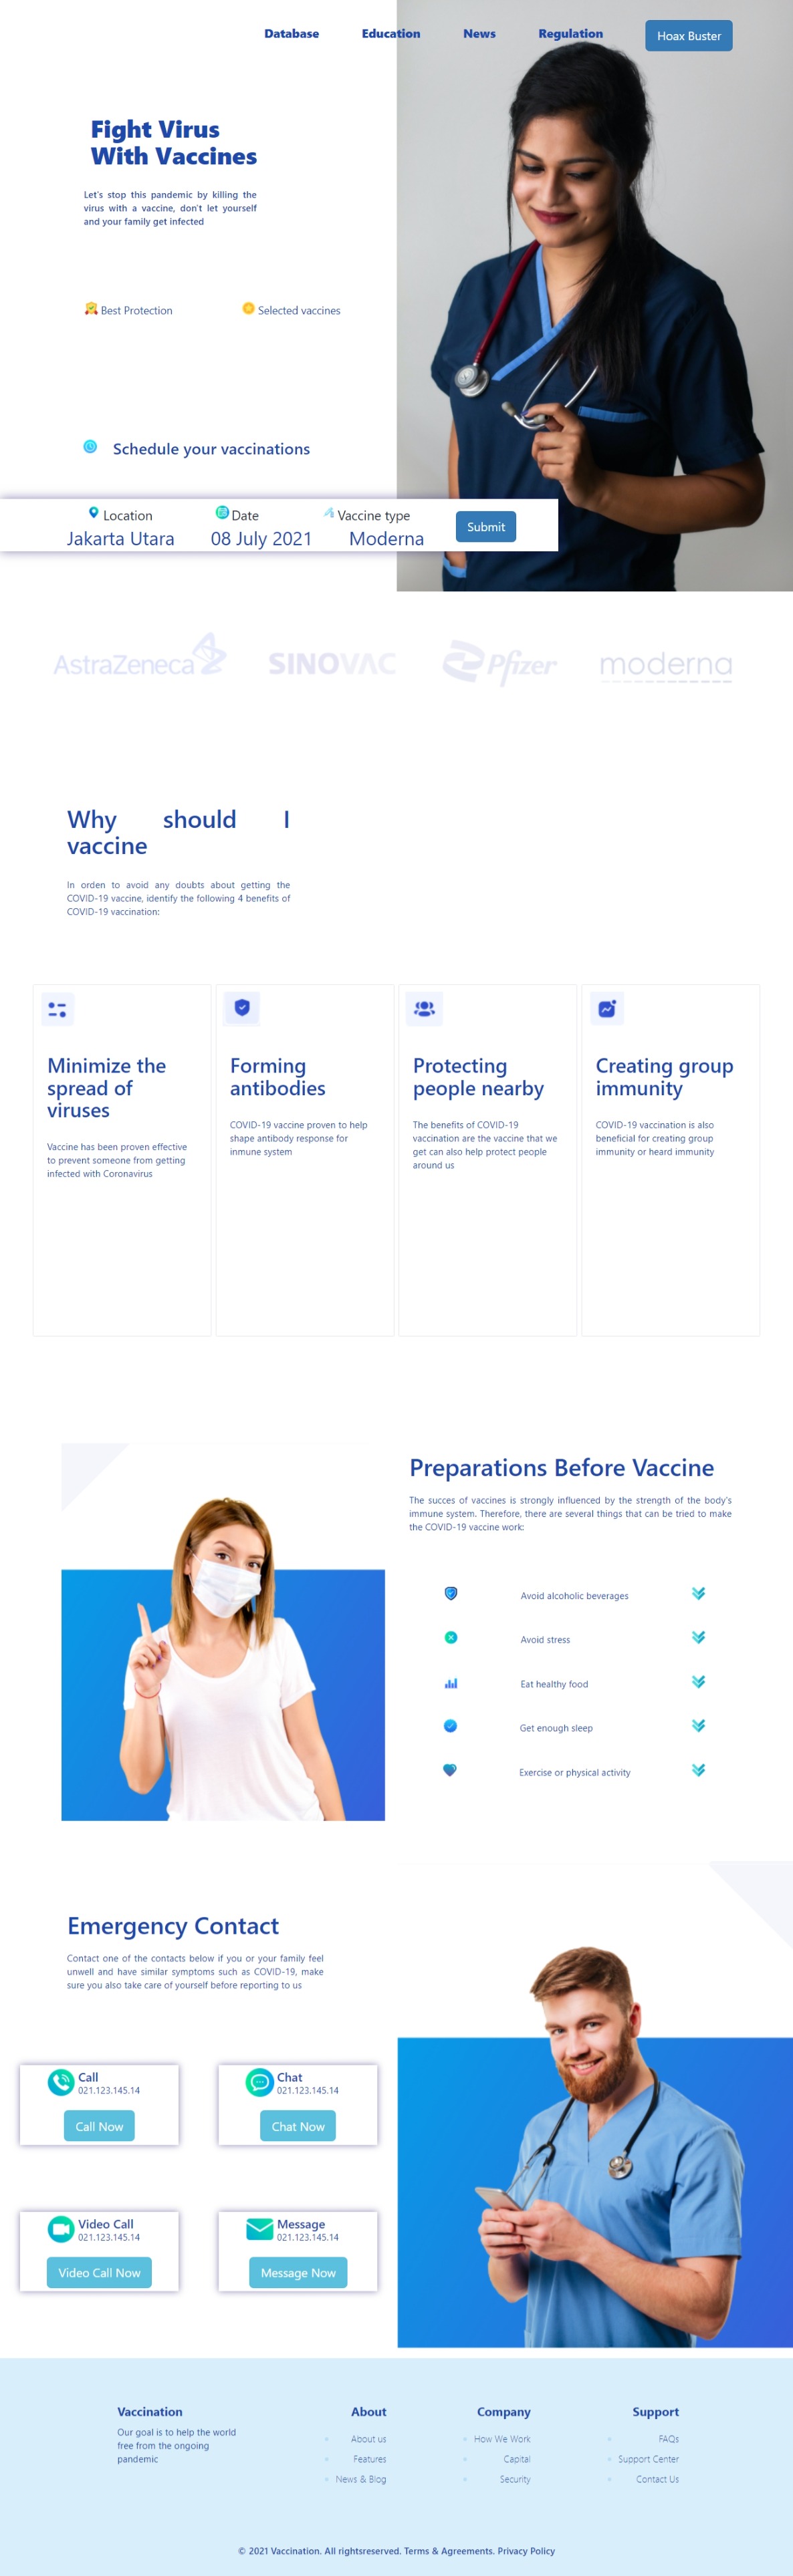 Database Education News Regulation Hoax Buster
Fight Virus
With Vaccines
Let's stop this pandemic by killing the
virus with a vaccine, don't let yourself
and your family get infected
Best Protection Selected vaccines
Schedule your vaccinations
Location Date Vaccine type
Jakarta Utara 08 July 2021 Moderna Submit
AstraZeneca SINOVAC Pfizer moderna
Why should I
vaccine
In orden to avoid any doubts about getting the
COVID-19 vaccine, identify the following 4 benefits of
COVID-19 vaccination:
Minimize the
spread of
viruses
Vaccine has been proven effective
to prevent someone from getting
infected with Coronavirus
Forming
antibodies
COVID-19 vaccine proven to help
shape antibody response for
inmune system
Protecting
people nearby
The benefits of COVID-19
vaccination are the vaccine that we
get can also help protect people
around us
Creating group
immunity
COVID-19 vaccination is also
beneficial for creating group
immunity or heard immunity
Preparations Before Vaccine
The succes of vaccines is strongly influenced by the strength of the body's
immune system. Therefore, there are several things that can be tried to make
the COVID-19 vaccine work:
Avoid alcoholic beverages
Avoid stress
Eat healthy food
Get enough sleep
Exercise or physical activity
Emergency Contact
Contact one of the contacts below if you or your family feel
unwell and have similar symptoms such as COVID-19, make
sure you also take care of yourself before reporting to us
Call
021.123.145.14
Call Now
Chat
021.123.145.14
Chat Now
Video Call
021.123.145.14
Video Call Now
Message
021.123.145.14
Message Now
Vaccination
Our goal is to help the world
free from the ongoing
pandemic
About
About us
Features
News & Blog
Company
How We Work
Capital
Security
Support
FAQs
Support Center
Contact Us
© 2021 Vaccination. All rightsreserved. Terms & Agreements. Privacy Policy